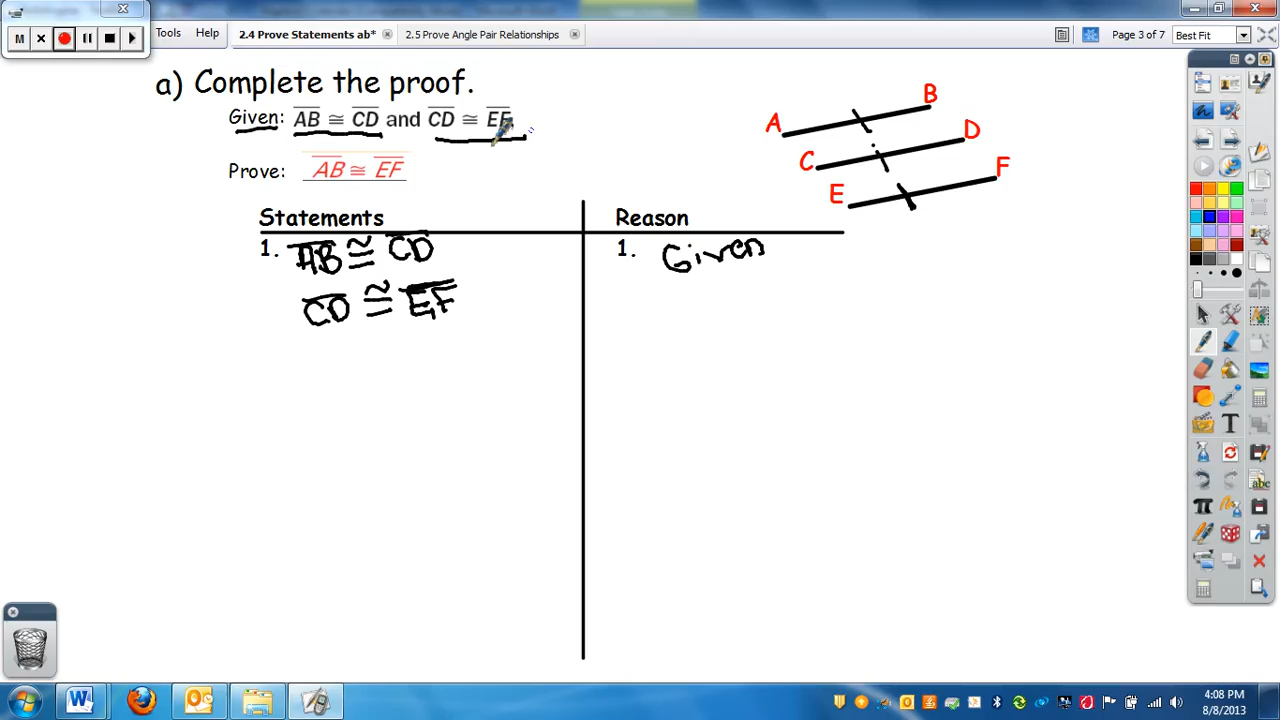 Tools Help 2.4 Prove Statements ab* 2.5 Prove Angle Pair Relationships Page 3 of 7 Best Fit
M
a) Complete the proof.
Given: AB ≅ CD and CD ≅ EF
Prove: AB ≅ EF
A B
C D
E F
Statements Reason
1. AB ≅ CD 1. Given
CD ≅ EF
4:08 PM
8/8/2013